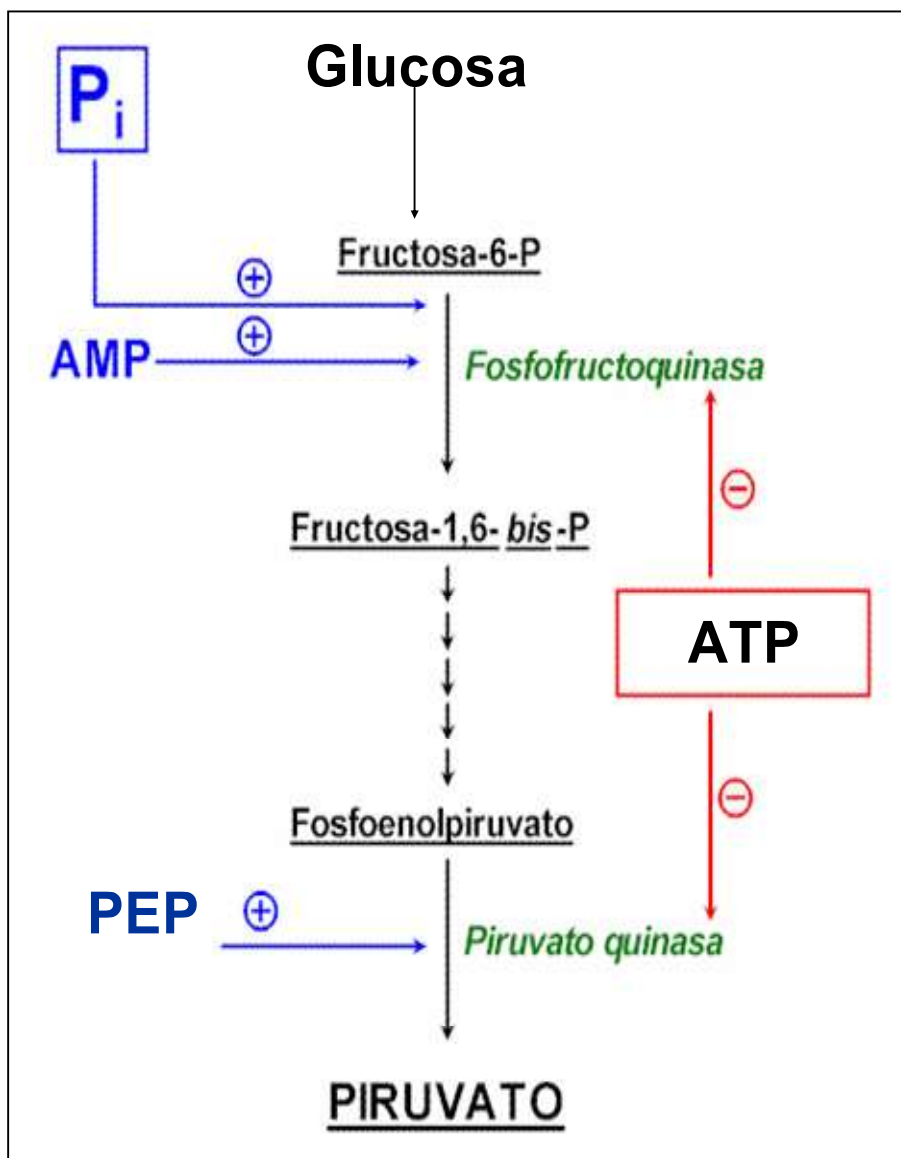 Glucosa
Pi
Fructosa-6-P
+
+
AMP
Fosfofructoquinasa
−
Fructosa-1,6- bis -P
ATP
−
Fosfoenolpiruvato
PEP
+
Piruvato quinasa
PIRUVATO